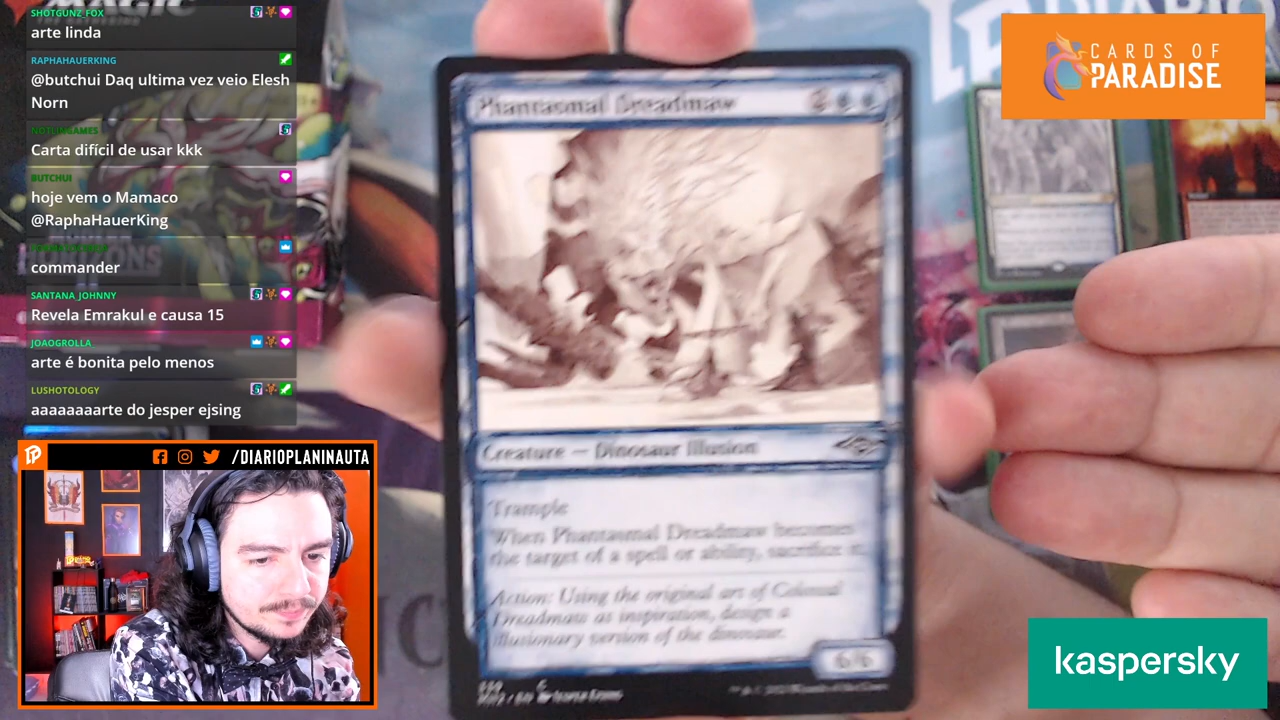 SHOTGUNZ_FOX
arte linda
RAPHAHAUERKING
@butchui Daq ultima vez veio Elesh
Norn
Carta difícil de usar kkk
BUTCHUI
hoje vem o Mamaco
@RaphaHauerKing
commander
SANTANA_JOHNNY
Revela Emrakul e causa 15
JOAOGROLLA_
arte é bonita pelo menos
LUSHOTOLOGY
aaaaaaaarte do jesper ejsing
/DIARIOPLANINAUTA
Phantasmal Dreadmaw
Creature — Dinosaur Illusion
Trample
When Phantasmal Dreadmaw becomes
the target of a spell or ability, sacrifice it
Action: Using the original art of Colossal
Dreadmaw as inspiration, design a
illusionary version of the dinosaur.
6/6
CARDS OF
PARADISE
kaspersky
HORIZONS